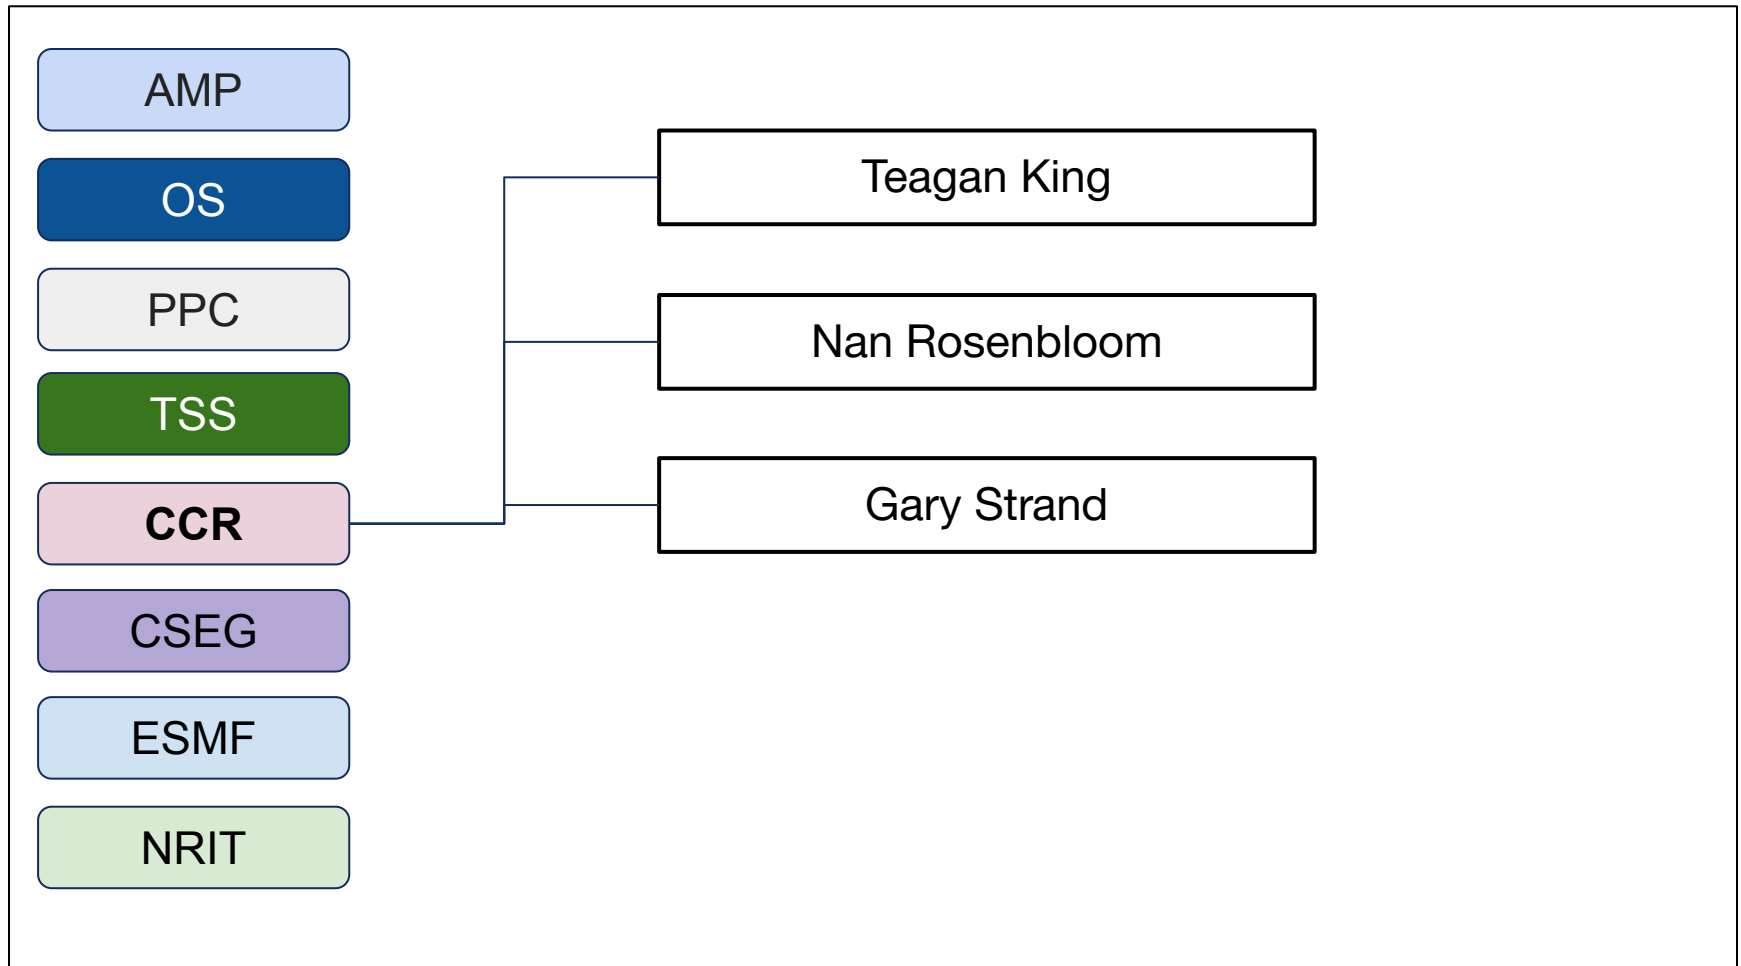 AMP
OS
PPC
TSS
CCR
CSEG
ESMF
NRIT
Teagan King
Nan Rosenbloom
Gary Strand